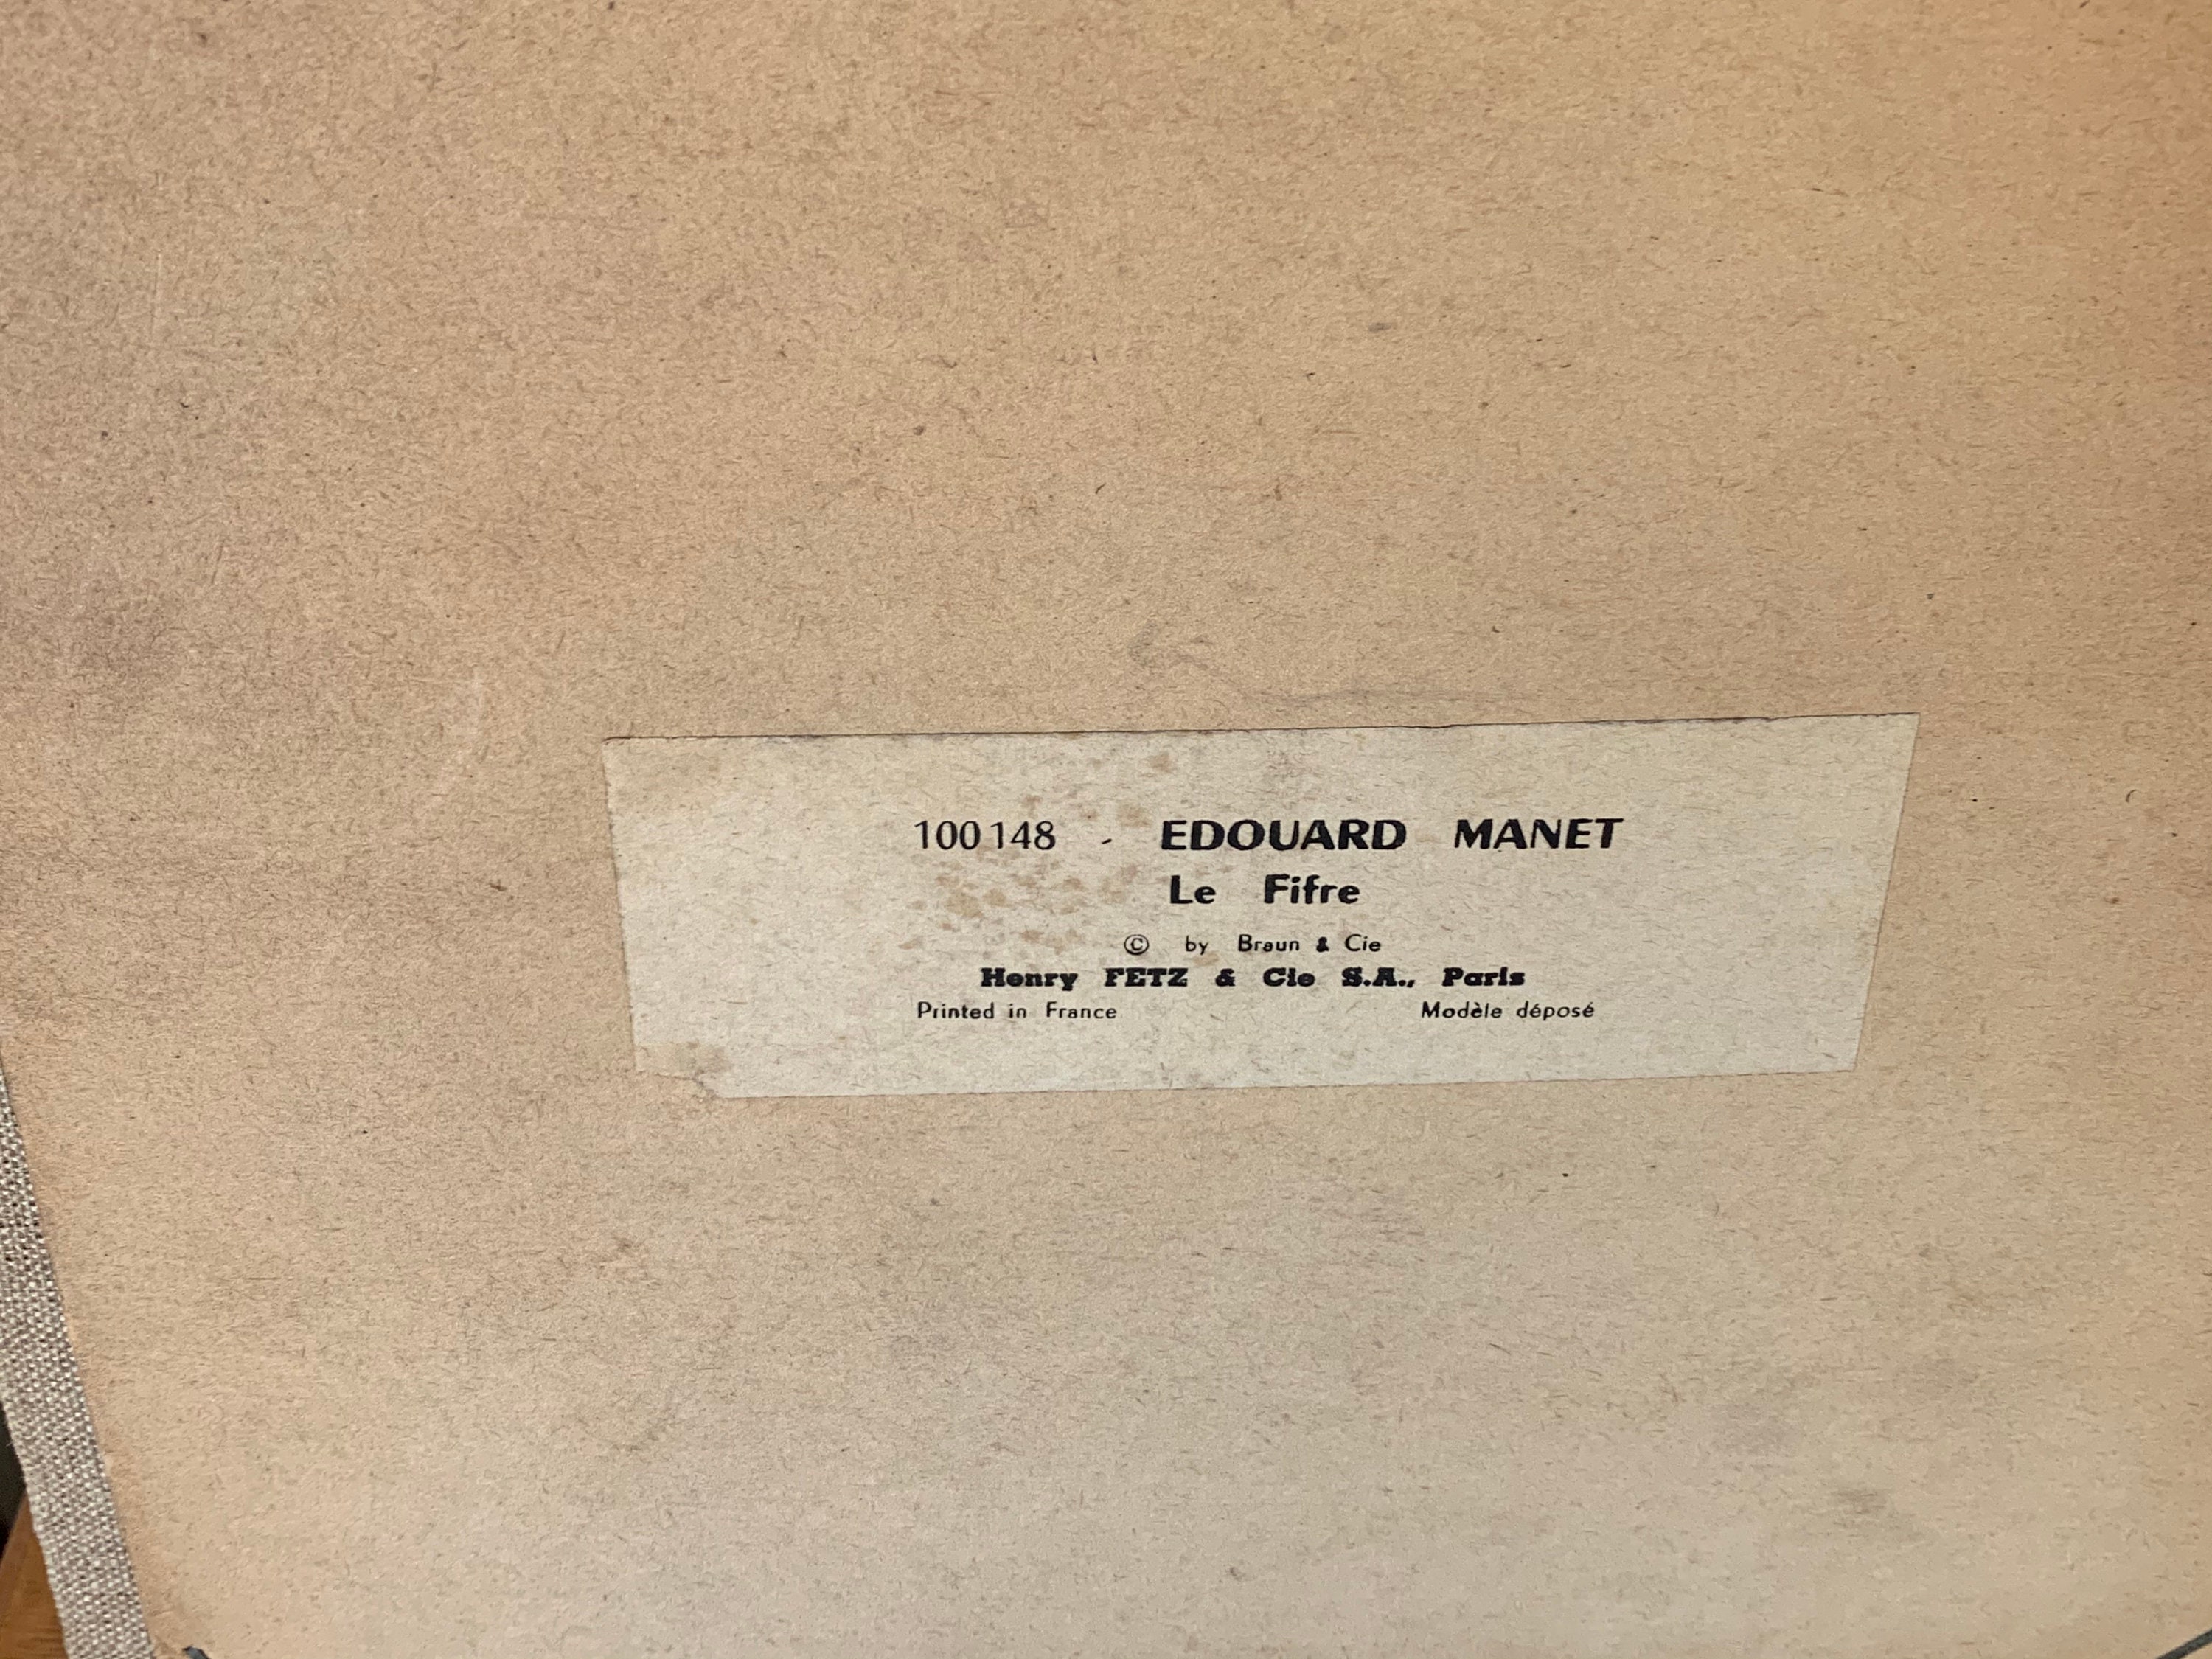 100148 - EDOUARD MANET
Le Fifre
© by Braun & Cie
Henry FETZ & Cie S.A., Paris
Printed in France Modèle déposé